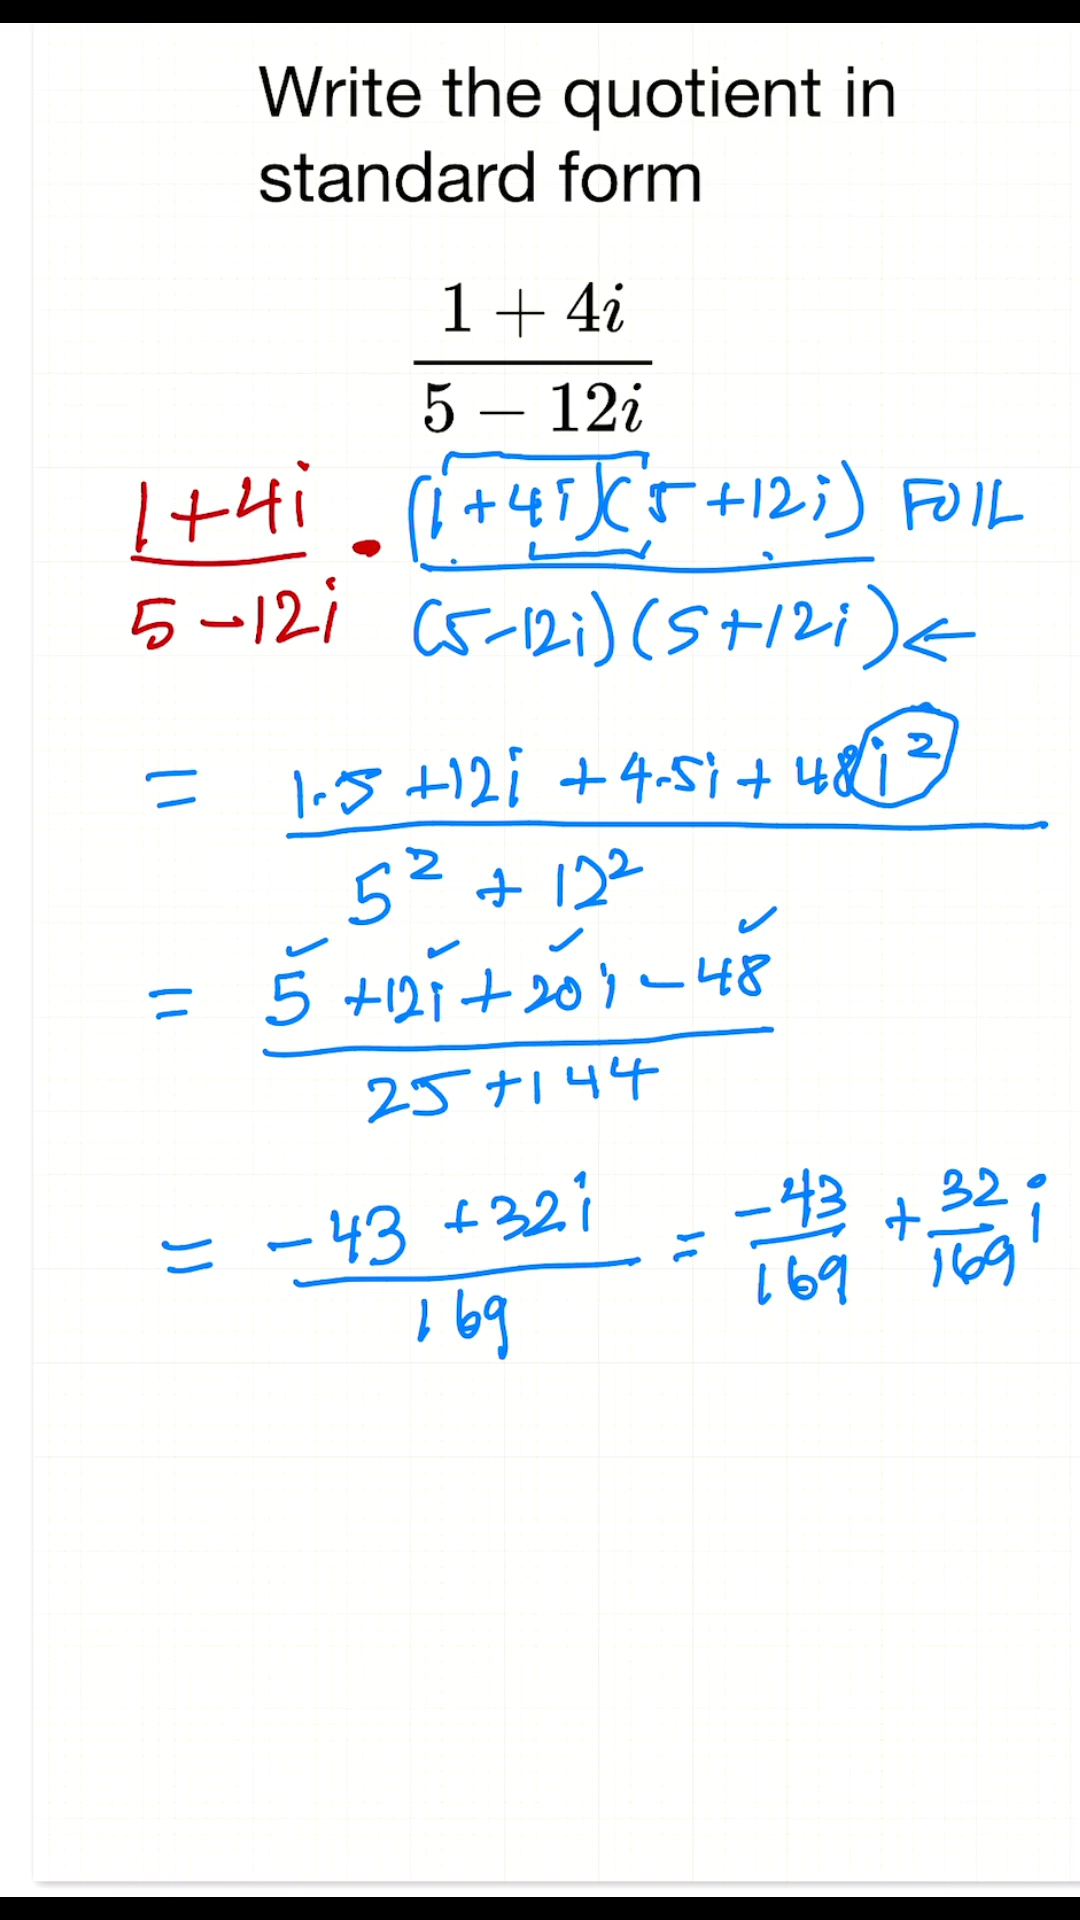 Write the quotient in
standard form
1 + 4i
5 − 12i
1+4i · (1+4i)(5+12i) FOIL
5−12i (5−12i)(5+12i) ←
= 1·5 +12i +4·5i + 48i²
5² + 12²
= 5 +12i + 20i − 48
25 +144
= −43 +32i = −43 + 32 i
169 169 169